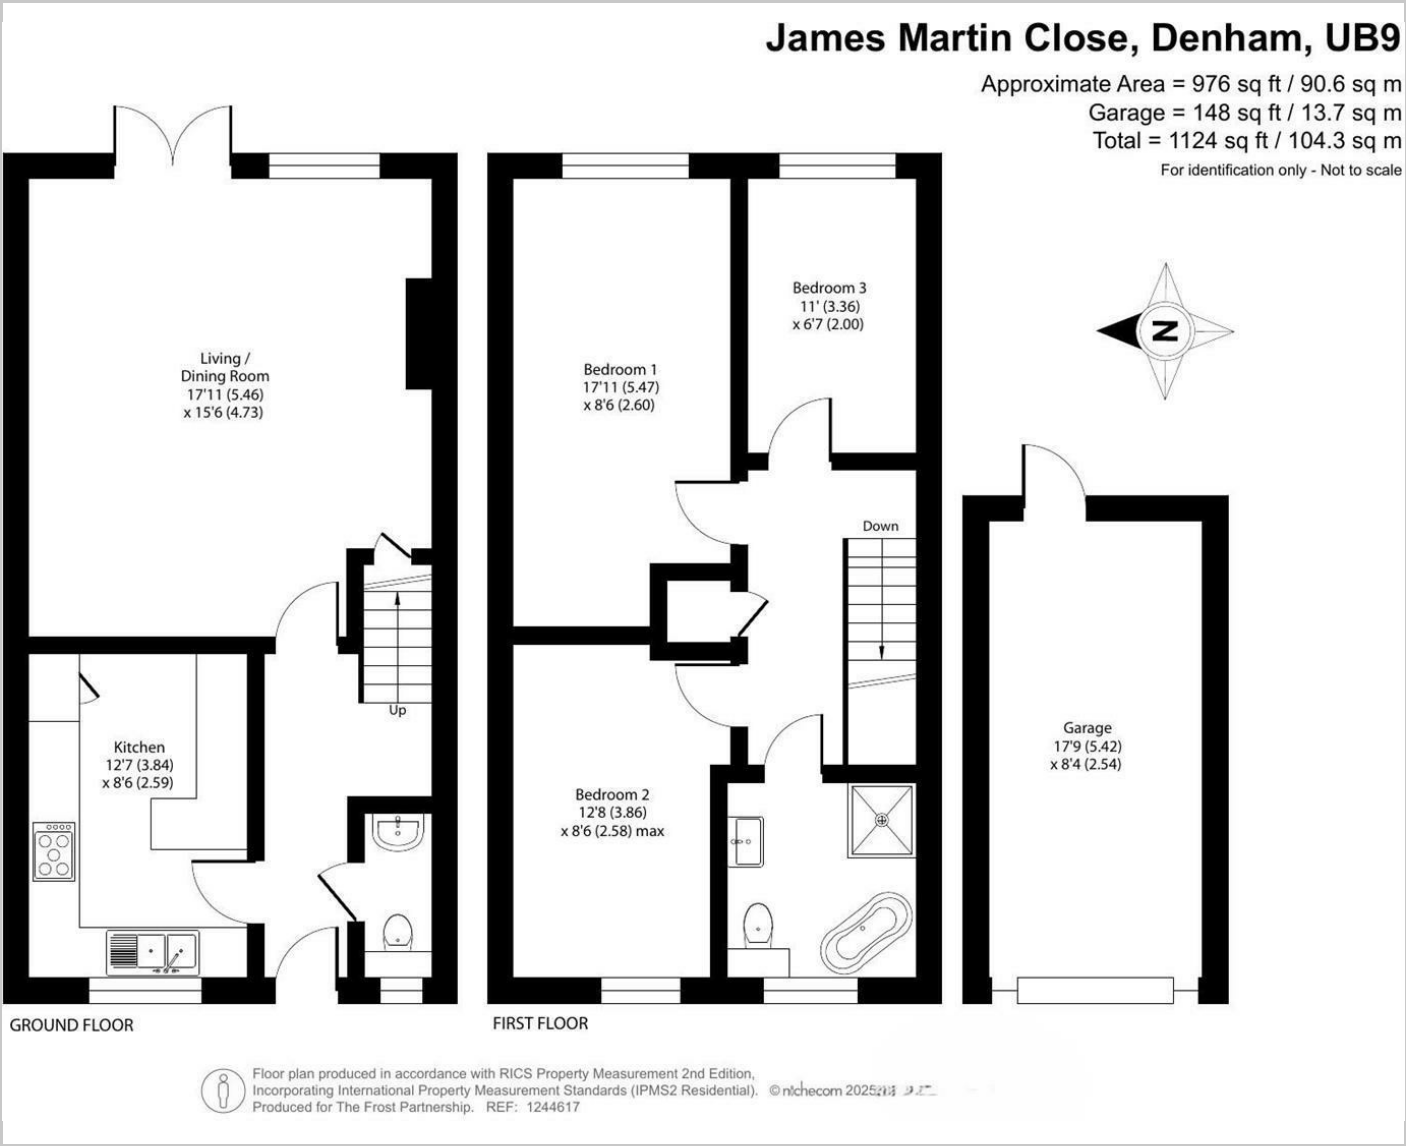 James Martin Close, Denham, UB9
Approximate Area = 976 sq ft / 90.6 sq m
Garage = 148 sq ft / 13.7 sq m
Total = 1124 sq ft / 104.3 sq m
For identification only - Not to scale
N
Living /
Dining Room
17'11 (5.46)
x 15'6 (4.73)
Up
Kitchen
12'7 (3.84)
x 8'6 (2.59)
GROUND FLOOR
Bedroom 1
17'11 (5.47)
x 8'6 (2.60)
Bedroom 3
11' (3.36)
x 6'7 (2.00)
Down
Bedroom 2
12'8 (3.86)
x 8'6 (2.58) max
FIRST FLOOR
Garage
17'9 (5.42)
x 8'4 (2.54)
Floor plan produced in accordance with RICS Property Measurement 2nd Edition,
Incorporating International Property Measurement Standards (IPMS2 Residential). © ntchecom 2025
Produced for The Frost Partnership. REF: 1244617